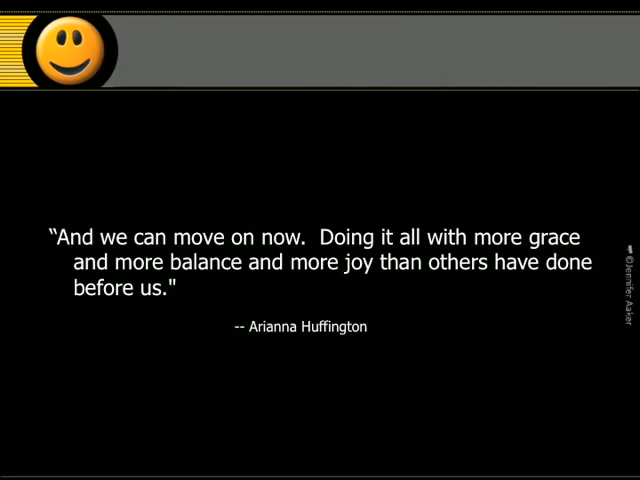 “And we can move on now.  Doing it all with more grace
and more balance and more joy than others have done
before us."
-- Arianna Huffington
©Jennifer Aaker